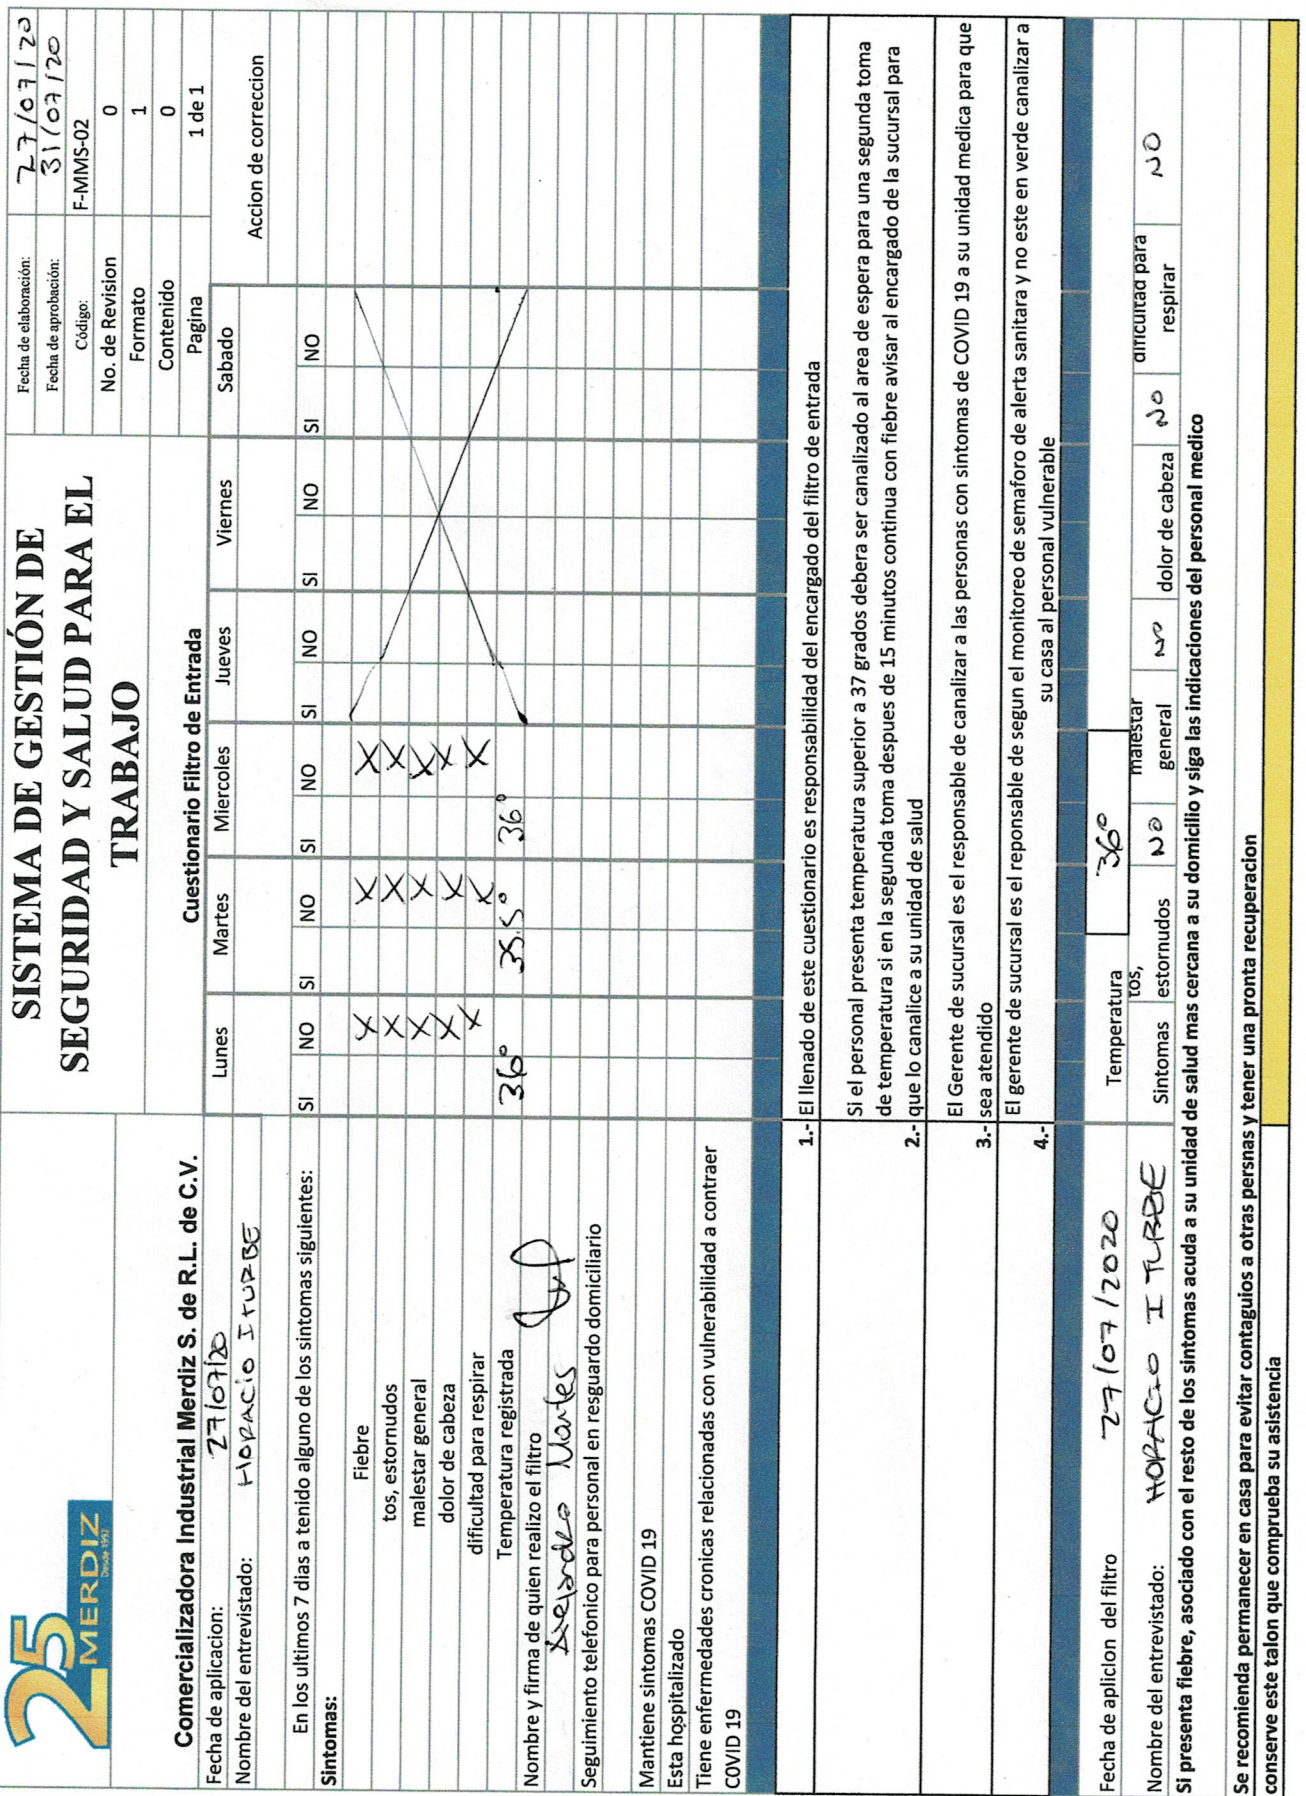 25
MERDIZ
Desde 1992
SISTEMA DE GESTIÓN DE
SEGURIDAD Y SALUD PARA EL
TRABAJO
Fecha de elaboración: 27/07/20
Fecha de aprobación: 31/07/20
Código: F-MMS-02
No. de Revision 0
Formato 1
Contenido 0
Pagina 1 de 1
Comercializadora Industrial Merdiz S. de R.L. de C.V.
Cuestionario Filtro de Entrada
Fecha de aplicacion: 27/07/20
Lunes Martes Miercoles Jueves Viernes Sabado
Nombre del entrevistado: HORACIO ITURBE
Accion de correccion
En los ultimos 7 dias a tenido alguno de los sintomas siguientes:
SI NO SI NO SI NO SI NO SI NO SI NO
Sintomas:
Fiebre X X X
tos, estornudos X X X
malestar general X X X
dolor de cabeza X X X
dificultad para respirar X X X
Temperatura registrada 36° 35.5° 36°
Nombre y firma de quien realizo el filtro
Seguimiento telefonico para personal en resguardo domiciliario
Mantiene sintomas COVID 19
Esta hospitalizado
Tiene enfermedades cronicas relacionadas con vulnerabilidad a contraer
COVID 19
1.- El llenado de este cuestionario es responsabilidad del encargado del filtro de entrada
Si el personal presenta temperatura superior a 37 grados debera ser canalizado al area de espera para una segunda toma
de temperatura si en la segunda toma despues de 15 minutos continua con fiebre avisar al encargado de la sucursal para
2.- que lo canalice a su unidad de salud
El Gerente de sucursal es el responsable de canalizar a las personas con sintomas de COVID 19 a su unidad medica para que
3.- sea atendido
El gerente de sucursal es el reponsable de segun el monitoreo de semaforo de alerta sanitara y no este en verde canalizar a
4.- su casa al personal vulnerable
Fecha de aplicion del filtro 27/07/2020 Temperatura 36°
Nombre del entrevistado: HORACIO ITURBE Sintomas tos, estornudos NO malestar general NO dolor de cabeza NO dificultad para respirar NO
Si presenta fiebre, asociado con el resto de los sintomas acuda a su unidad de salud mas cercana a su domicilio y siga las indicaciones del personal medico
Se recomienda permanecer en casa para evitar contaguios a otras persnas y tener una pronta recuperacion
conserve este talon que comprueba su asistencia